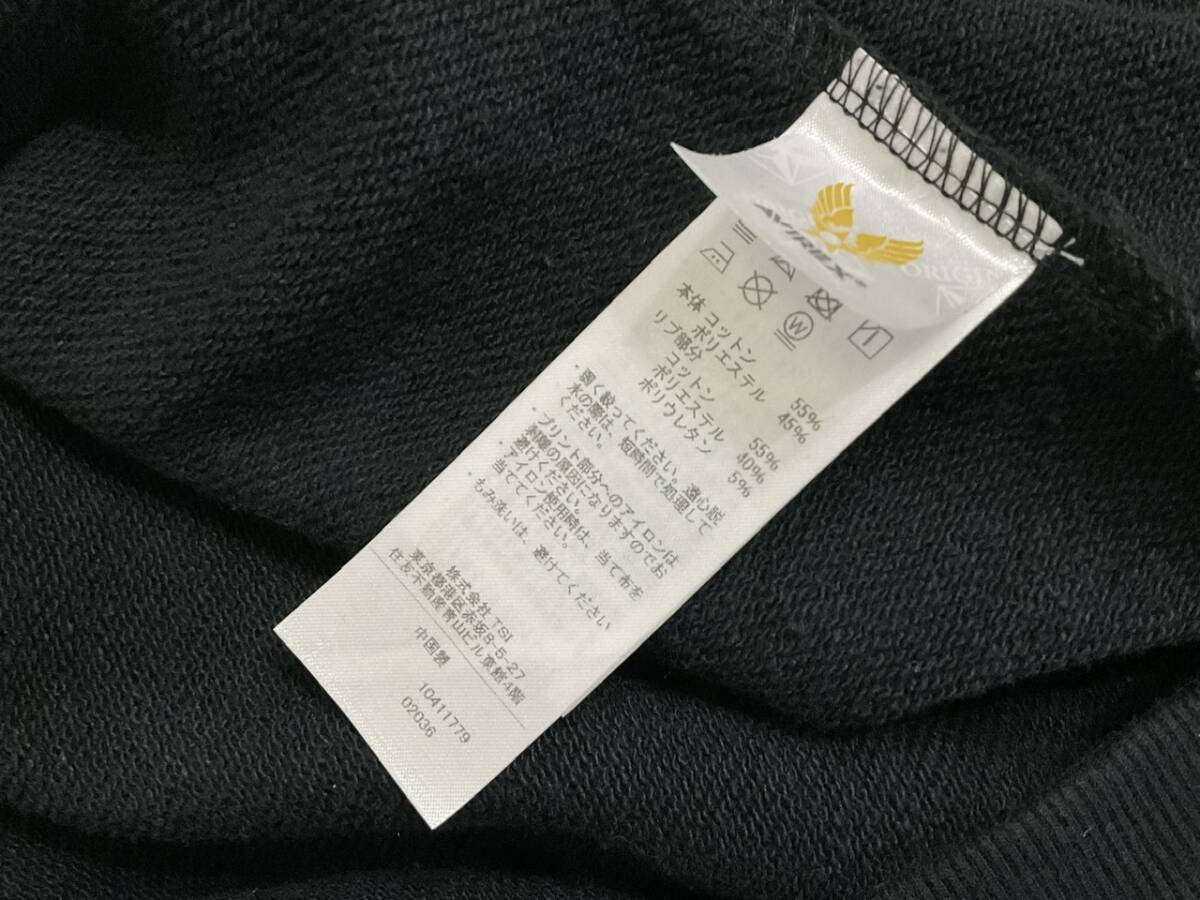 AVIREX
ORIGI
W
本体 コットン 55%
ポリエステル 45%
リブ部分
コットン 55%
ポリエステル 40%
ポリウレタン 5%
・弱く絞ってください。遠心脱
水の際は、短時間で処理して
ください。
・プリント部分へのアイロンは
剥離の原因になりますのでお
避けください。
・アイロン使用時は、当て布を
当ててください。
・もみ洗いは、避けてください
株式会社 TSI
東京都港区赤坂8-5-27
住友不動産青山ビル東館4階
中国製
10411779
02036